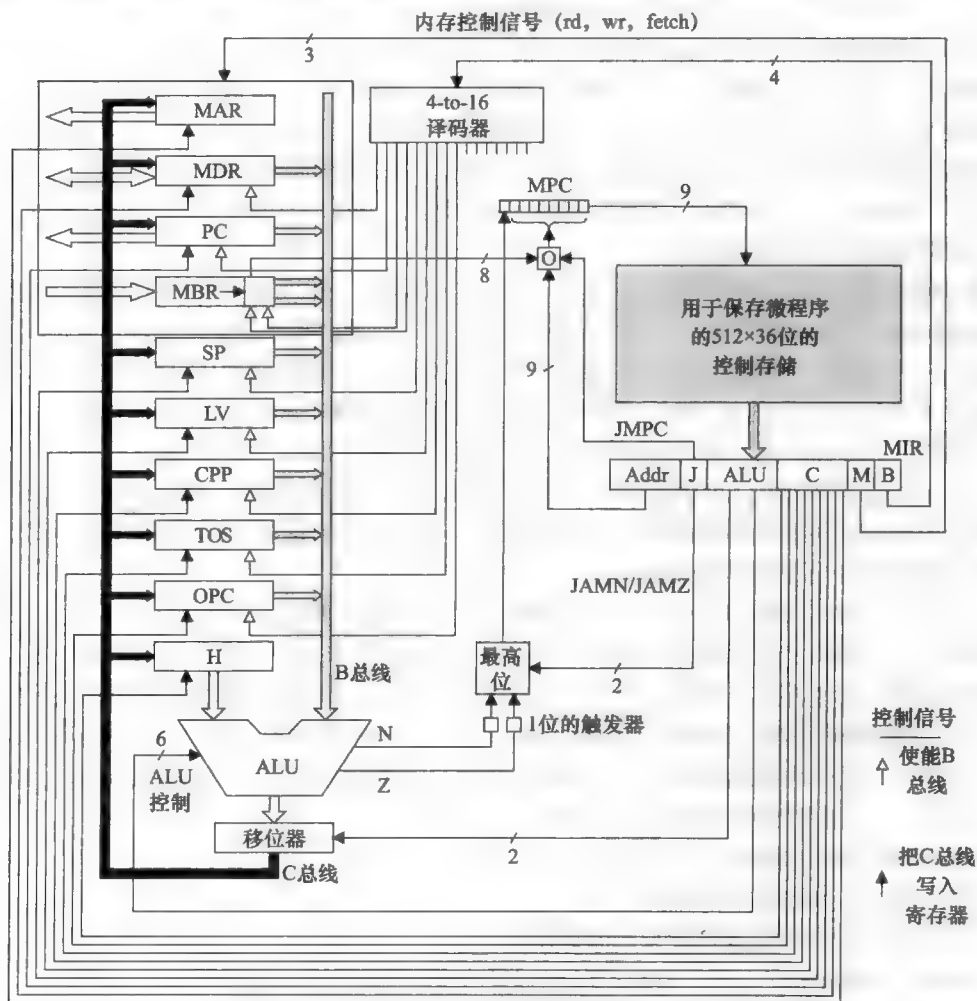 内存控制信号（rd，wr，fetch）
3
4
MAR
4-to-16
译码器
MDR
MPC
9
PC
O
8
MBR
用于保存微程序
的512×36位的
控制存储
SP
9
LV
JMPC
MIR
Addr J ALU C M B
CPP
TOS
JAMN/JAMZ
OPC
H
最高
位
2
B总线
1位的触发器
控制信号
使能B
总线
6
ALU
控制
ALU
N
Z
移位器
2
C总线
把C总线
写入
寄存器